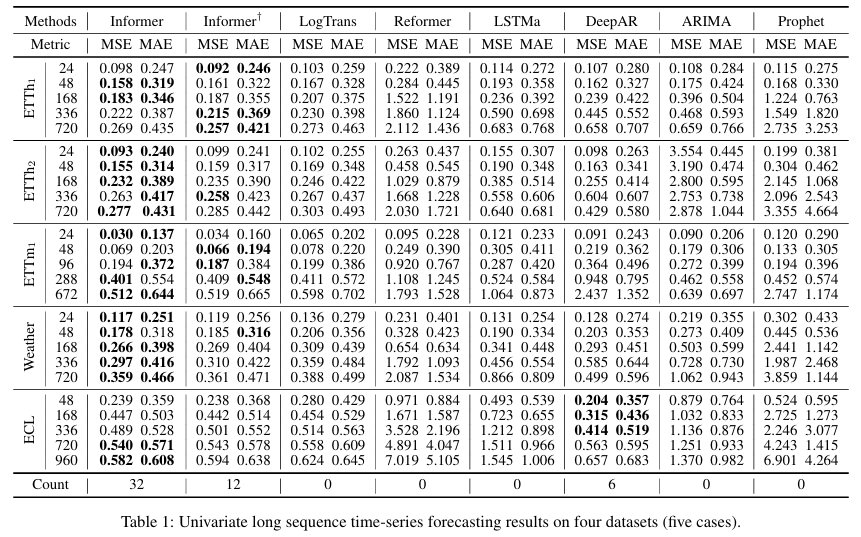 Methods Informer Informer† LogTrans Reformer LSTMa DeepAR ARIMA Prophet
Metric MSE MAE MSE MAE MSE MAE MSE MAE MSE MAE MSE MAE MSE MAE MSE MAE
ETTh1
24 0.098 0.247 0.092 0.246 0.103 0.259 0.222 0.389 0.114 0.272 0.107 0.280 0.108 0.284 0.115 0.275
48 0.158 0.319 0.161 0.322 0.167 0.328 0.284 0.445 0.193 0.358 0.162 0.327 0.175 0.424 0.168 0.330
168 0.183 0.346 0.187 0.355 0.207 0.375 1.522 1.191 0.236 0.392 0.239 0.422 0.396 0.504 1.224 0.763
336 0.222 0.387 0.215 0.369 0.230 0.398 1.860 1.124 0.590 0.698 0.445 0.552 0.468 0.593 1.549 1.820
720 0.269 0.435 0.257 0.421 0.273 0.463 2.112 1.436 0.683 0.768 0.658 0.707 0.659 0.766 2.735 3.253
ETTh2
24 0.093 0.240 0.099 0.241 0.102 0.255 0.263 0.437 0.155 0.307 0.098 0.263 3.554 0.445 0.199 0.381
48 0.155 0.314 0.159 0.317 0.169 0.348 0.458 0.545 0.190 0.348 0.163 0.341 3.190 0.474 0.304 0.462
168 0.232 0.389 0.235 0.390 0.246 0.422 1.029 0.879 0.385 0.514 0.255 0.414 2.800 0.595 2.145 1.068
336 0.263 0.417 0.258 0.423 0.267 0.437 1.668 1.228 0.558 0.606 0.604 0.607 2.753 0.738 2.096 2.543
720 0.277 0.431 0.285 0.442 0.303 0.493 2.030 1.721 0.640 0.681 0.429 0.580 2.878 1.044 3.355 4.664
ETTm1
24 0.030 0.137 0.034 0.160 0.065 0.202 0.095 0.228 0.121 0.233 0.091 0.243 0.090 0.206 0.120 0.290
48 0.069 0.203 0.066 0.194 0.078 0.220 0.249 0.390 0.305 0.411 0.219 0.362 0.179 0.306 0.133 0.305
96 0.194 0.372 0.187 0.384 0.199 0.386 0.920 0.767 0.287 0.420 0.364 0.496 0.272 0.399 0.194 0.396
288 0.401 0.554 0.409 0.548 0.411 0.572 1.108 1.245 0.524 0.584 0.948 0.795 0.462 0.558 0.452 0.574
672 0.512 0.644 0.519 0.665 0.598 0.702 1.793 1.528 1.064 0.873 2.437 1.352 0.639 0.697 2.747 1.174
Weather
24 0.117 0.251 0.119 0.256 0.136 0.279 0.231 0.401 0.131 0.254 0.128 0.274 0.219 0.355 0.302 0.433
48 0.178 0.318 0.185 0.316 0.206 0.356 0.328 0.423 0.190 0.334 0.203 0.353 0.273 0.409 0.445 0.536
168 0.266 0.398 0.269 0.404 0.309 0.439 0.654 0.634 0.341 0.448 0.293 0.451 0.503 0.599 2.441 1.142
336 0.297 0.416 0.310 0.422 0.359 0.484 1.792 1.093 0.456 0.554 0.585 0.644 0.728 0.730 1.987 2.468
720 0.359 0.466 0.361 0.471 0.388 0.499 2.087 1.534 0.866 0.809 0.499 0.596 1.062 0.943 3.859 1.144
ECL
48 0.239 0.359 0.238 0.368 0.280 0.429 0.971 0.884 0.493 0.539 0.204 0.357 0.879 0.764 0.524 0.595
168 0.447 0.503 0.442 0.514 0.454 0.529 1.671 1.587 0.723 0.655 0.315 0.436 1.032 0.833 2.725 1.273
336 0.489 0.528 0.501 0.552 0.514 0.563 3.528 2.196 1.212 0.898 0.414 0.519 1.136 0.876 2.246 3.077
720 0.540 0.571 0.543 0.578 0.558 0.609 4.891 4.047 1.511 0.966 0.563 0.595 1.251 0.933 4.243 1.415
960 0.582 0.608 0.594 0.638 0.624 0.645 7.019 5.105 1.545 1.006 0.657 0.683 1.370 0.982 6.901 4.264
Count 32 12 0 0 0 6 0 0
Table 1: Univariate long sequence time-series forecasting results on four datasets (five cases).